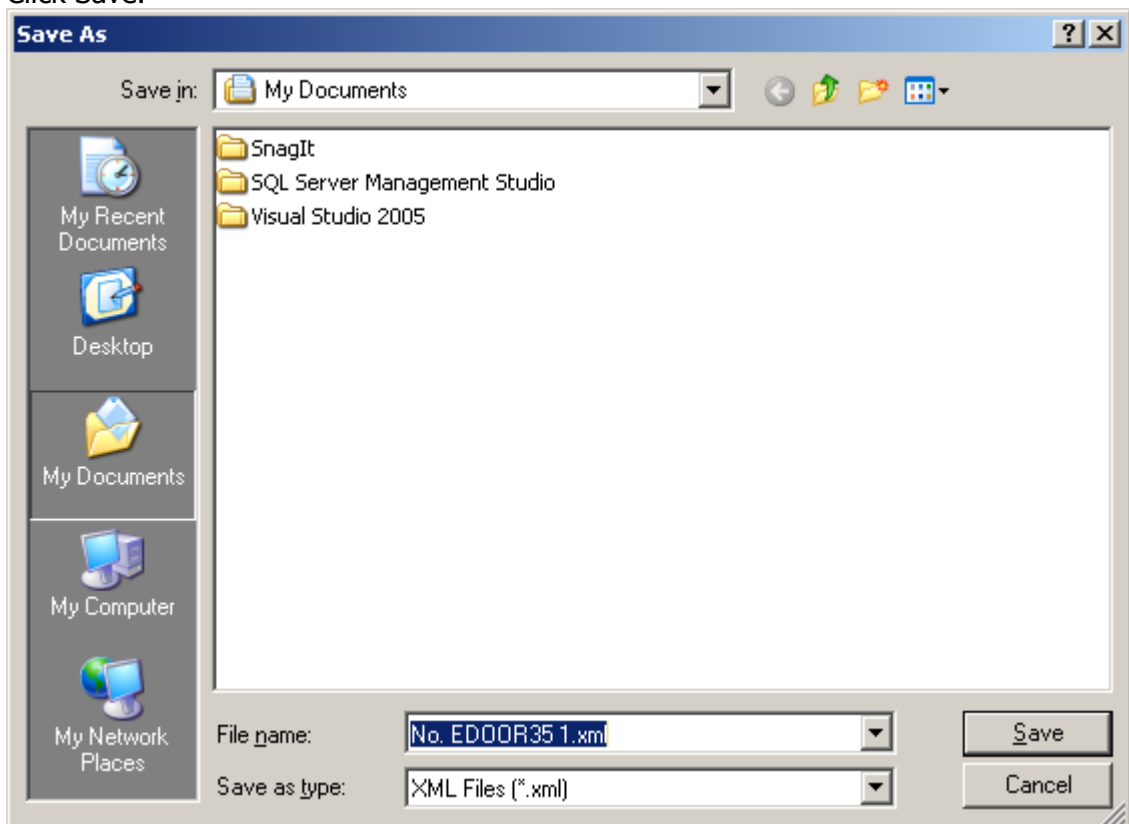 Click Save.
Save As
Save in:
My Documents
SnagIt
SQL Server Management Studio
Visual Studio 2005
My Recent
Documents
Desktop
My Documents
My Computer
My Network
Places
File name:
No. EDOOR35 1.xml
Save
Save as type:
XML Files (*.xml)
Cancel